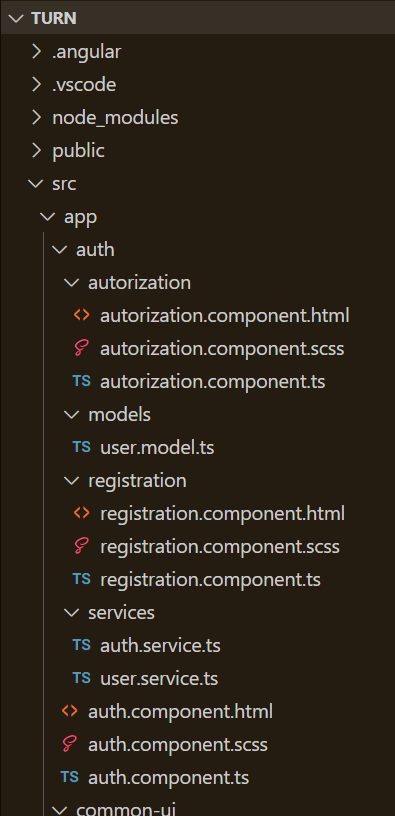 TURN
.angular
.vscode
node_modules
public
src
app
auth
autorization
<> autorization.component.html
autorization.component.scss
TS autorization.component.ts
models
TS user.model.ts
registration
<> registration.component.html
registration.component.scss
TS registration.component.ts
services
TS auth.service.ts
TS user.service.ts
<> auth.component.html
auth.component.scss
TS auth.component.ts
common-ui